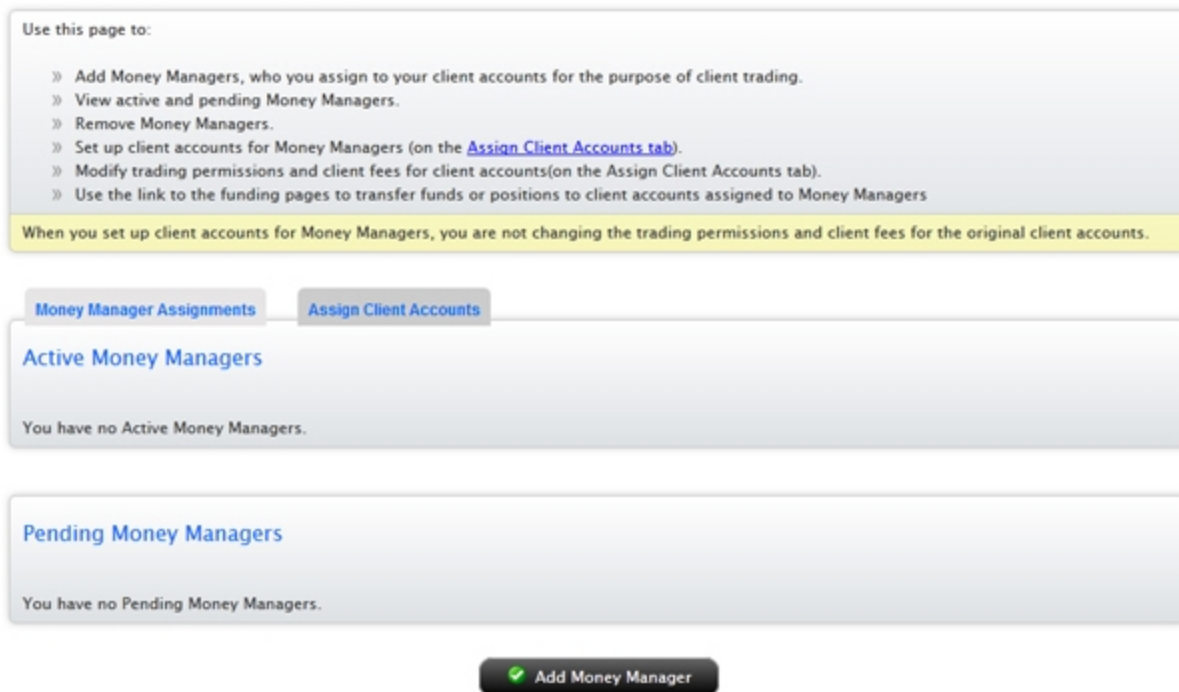 Use this page to:
» Add Money Managers, who you assign to your client accounts for the purpose of client trading.
» View active and pending Money Managers.
» Remove Money Managers.
» Set up client accounts for Money Managers (on the Assign Client Accounts tab).
» Modify trading permissions and client fees for client accounts(on the Assign Client Accounts tab).
» Use the link to the funding pages to transfer funds or positions to client accounts assigned to Money Managers
When you set up client accounts for Money Managers, you are not changing the trading permissions and client fees for the original client accounts.
Money Manager Assignments Assign Client Accounts
Active Money Managers
You have no Active Money Managers.
Pending Money Managers
You have no Pending Money Managers.
Add Money Manager